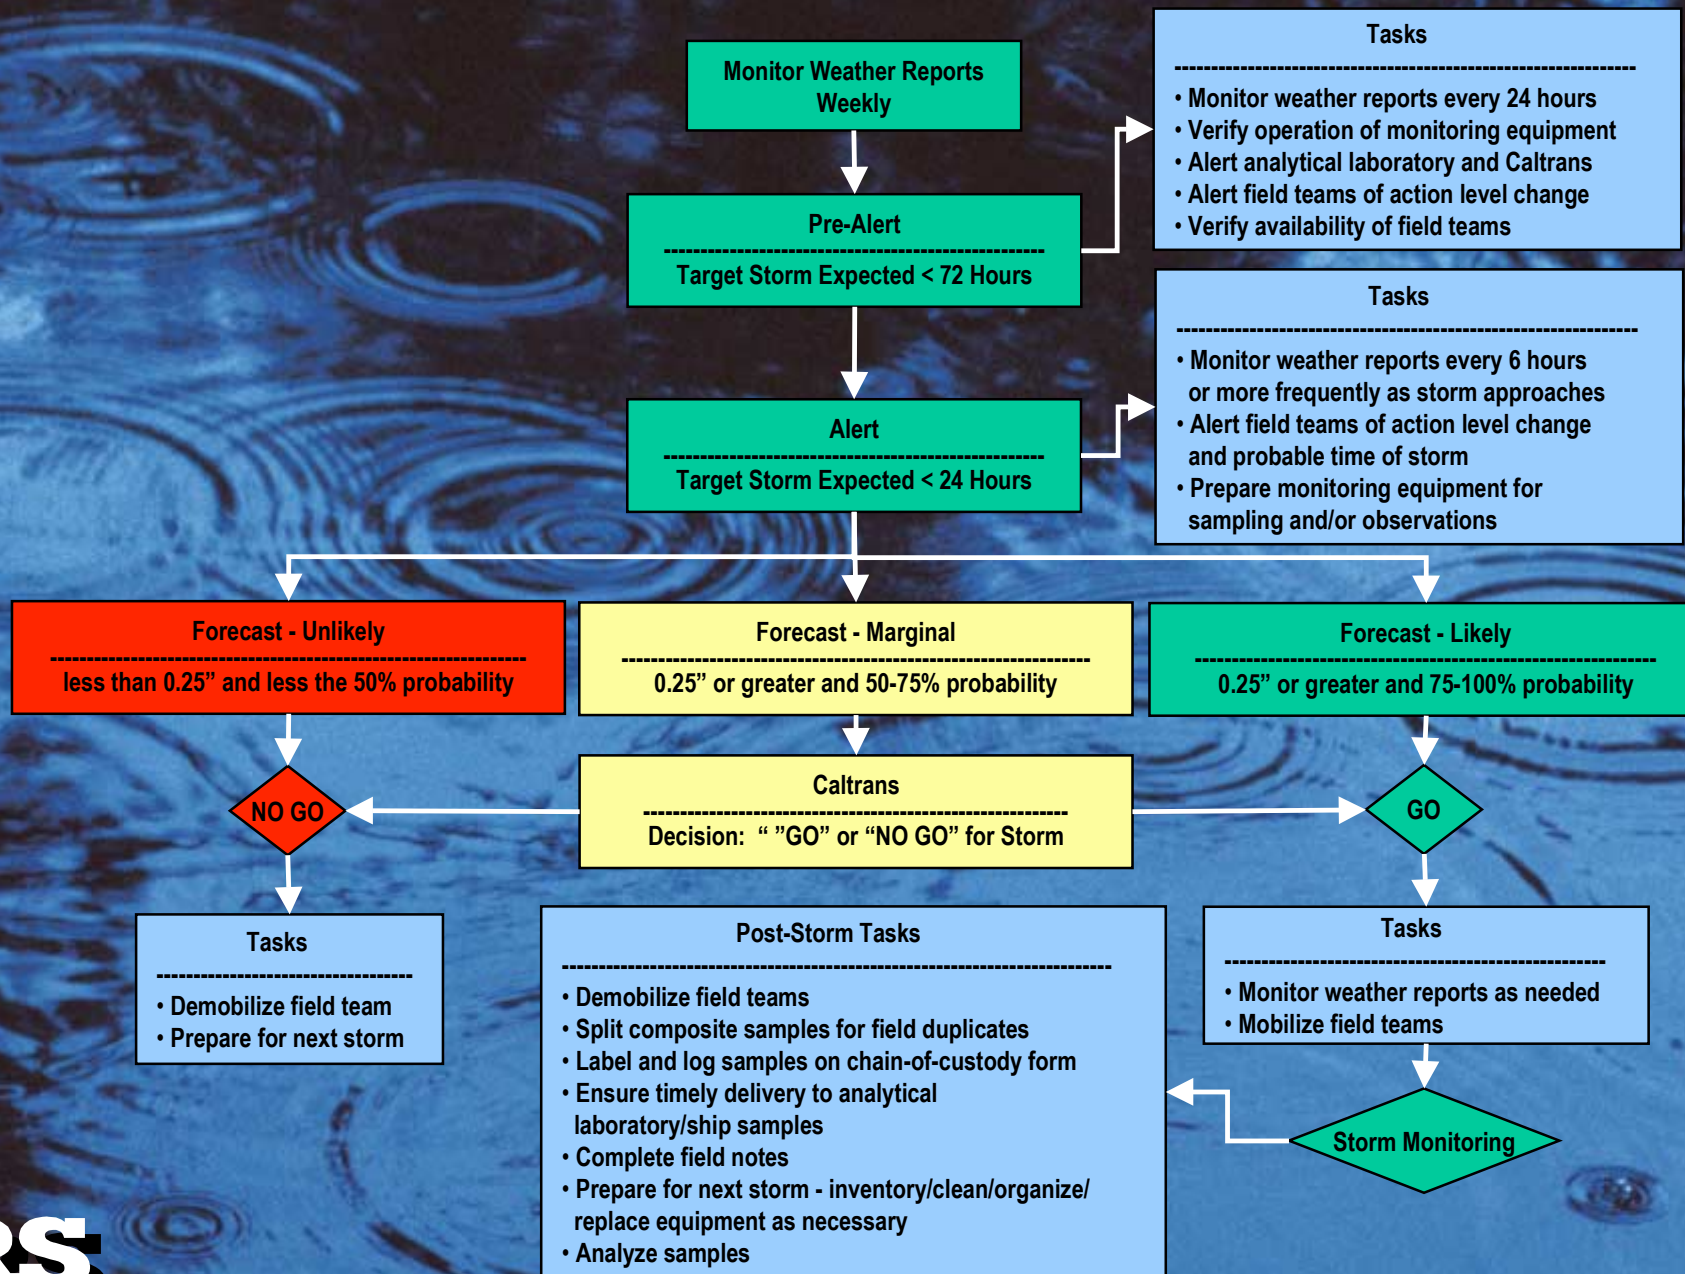 Monitor Weather Reports
Weekly
Tasks
• Monitor weather reports every 24 hours
• Verify operation of monitoring equipment
• Alert analytical laboratory and Caltrans
• Alert field teams of action level change
• Verify availability of field teams
Pre-Alert
Target Storm Expected < 72 Hours
Tasks
• Monitor weather reports every 6 hours
or more frequently as storm approaches
• Alert field teams of action level change
and probable time of storm
• Prepare monitoring equipment for
sampling and/or observations
Alert
Target Storm Expected < 24 Hours
Forecast - Unlikely
less than 0.25” and less the 50% probability
Forecast - Marginal
0.25” or greater and 50-75% probability
Forecast - Likely
0.25” or greater and 75-100% probability
NO GO
Caltrans
Decision: “ ”GO” or “NO GO” for Storm
GO
Tasks
• Demobilize field team
• Prepare for next storm
Post-Storm Tasks
• Demobilize field teams
• Split composite samples for field duplicates
• Label and log samples on chain-of-custody form
• Ensure timely delivery to analytical
laboratory/ship samples
• Complete field notes
• Prepare for next storm - inventory/clean/organize/
replace equipment as necessary
• Analyze samples
Tasks
• Monitor weather reports as needed
• Mobilize field teams
Storm Monitoring